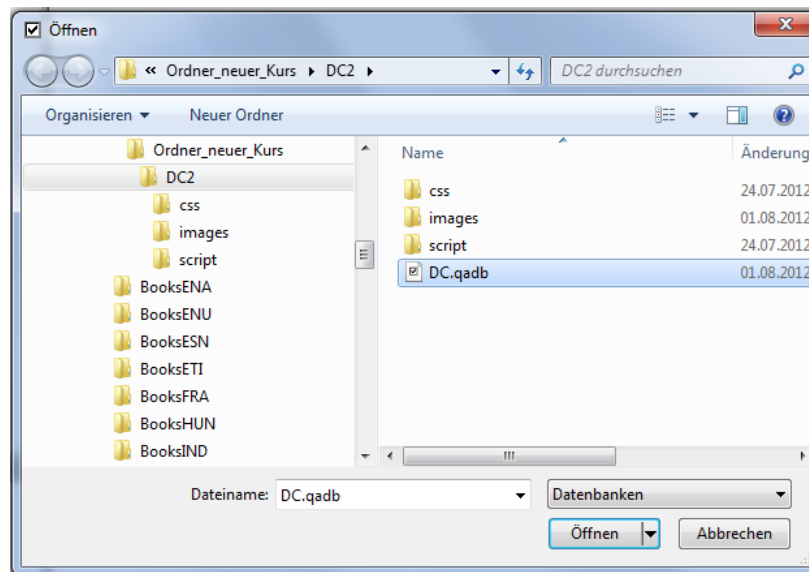 Öffnen
« Ordner_neuer_Kurs DC2
DC2 durchsuchen
Organisieren Neuer Ordner
Ordner_neuer_Kurs
DC2
css
images
script
BooksENA
BooksENU
BooksESN
BooksETI
BooksFRA
BooksHUN
BooksIND
Name Änderung
css 24.07.2012
images 01.08.2012
script 24.07.2012
DC.qadb 01.08.2012
Dateiname: DC.qadb Datenbanken
Öffnen Abbrechen